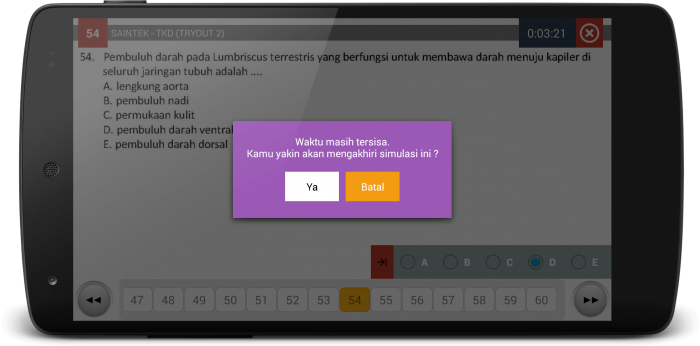 54 SAINTEK - TKD (TRYOUT 2) 0:03:21
54. Pembuluh darah pada Lumbriscus terrestris yang berfungsi untuk membawa darah menuju kapiler di
seluruh jaringan tubuh adalah ....
A. lengkung aorta
B. pembuluh nadi
C. permukaan kulit
D. pembuluh darah ventral
E. pembuluh darah dorsal
Waktu masih tersisa.
Kamu yakin akan mengakhiri simulasi ini ?
Ya Batal
A B C D E
47 48 49 50 51 52 53 54 55 56 57 58 59 60